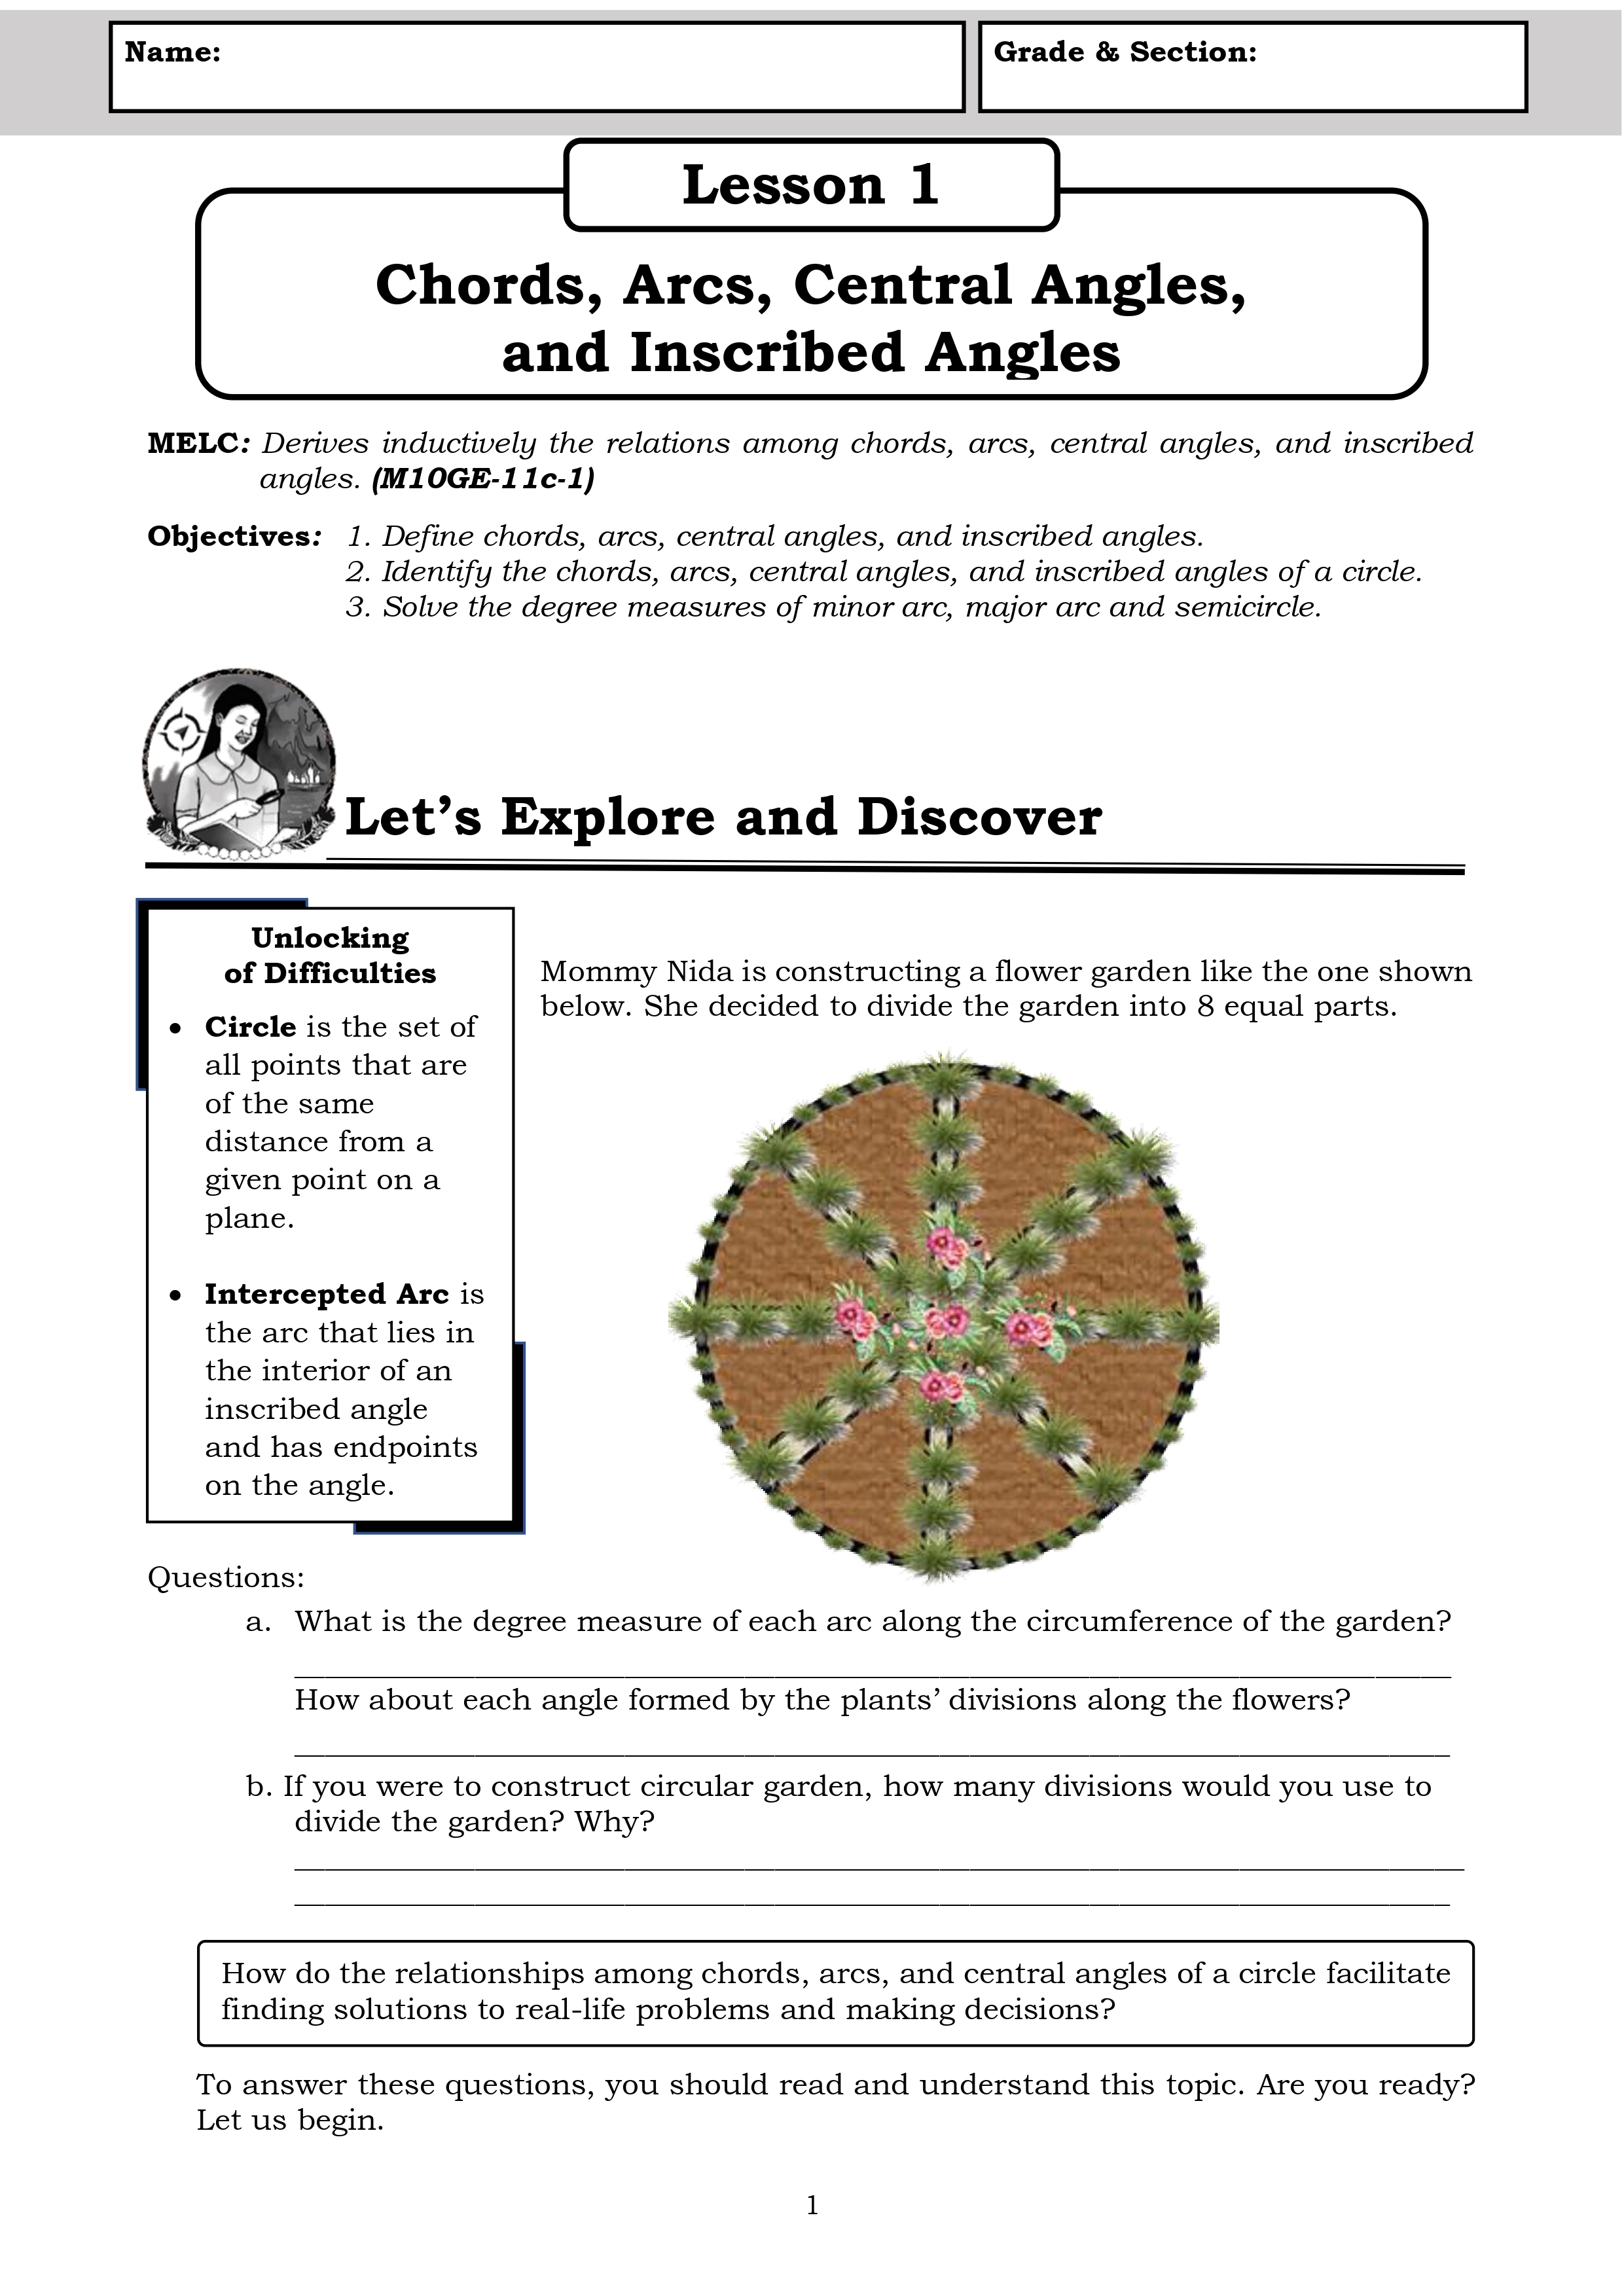 Name:
Grade & Section:
Lesson 1
Chords, Arcs, Central Angles,
and Inscribed Angles
MELC: Derives inductively the relations among chords, arcs, central angles, and inscribed
angles. (M10GE-11c-1)
Objectives: 1. Define chords, arcs, central angles, and inscribed angles.
2. Identify the chords, arcs, central angles, and inscribed angles of a circle.
3. Solve the degree measures of minor arc, major arc and semicircle.
Let’s Explore and Discover
Unlocking
of Difficulties
• Circle is the set of
all points that are
of the same
distance from a
given point on a
plane.
• Intercepted Arc is
the arc that lies in
the interior of an
inscribed angle
and has endpoints
on the angle.
Mommy Nida is constructing a flower garden like the one shown
below. She decided to divide the garden into 8 equal parts.
Questions:
a. What is the degree measure of each arc along the circumference of the garden?
How about each angle formed by the plants’ divisions along the flowers?
b. If you were to construct circular garden, how many divisions would you use to
divide the garden? Why?
How do the relationships among chords, arcs, and central angles of a circle facilitate
finding solutions to real-life problems and making decisions?
To answer these questions, you should read and understand this topic. Are you ready?
Let us begin.
1